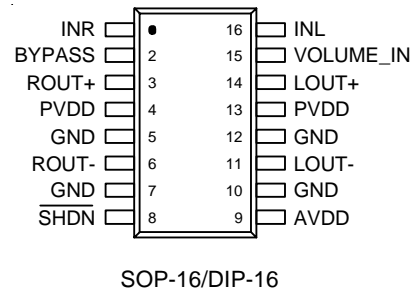 INR 16 INL
BYPASS 2 15 VOLUME_IN
ROUT+ 3 14 LOUT+
PVDD 4 13 PVDD
GND 5 12 GND
ROUT- 6 11 LOUT-
GND 7 10 GND
SHDN 8 9 AVDD
SOP-16/DIP-16